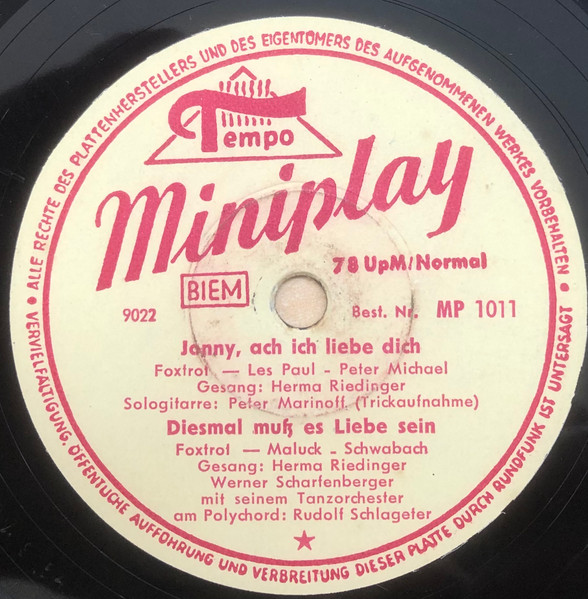 ALLE RECHTE DES PLATTENHERSTELLERS UND DES EIGENTÜMERS DES AUFGENOMMENEN WERKES VORBEHALTEN •
Tempo
Miniplay
78 UpM/Normal
BIEM
9022
Best. Nr. MP 1011
Jonny, ach ich liebe dich
Foxtrot — Les Paul - Peter Michael
Gesang: Herma Riedinger
Sologitarre: Peter Marinoff (Trickaufnahme)
Diesmal muß es Liebe sein
Foxtrot — Maluck - Schwabach
Gesang: Herma Riedinger
Werner Scharfenberger
mit seinem Tanzorchester
am Polychord: Rudolf Schlageter
• VERVIELFÄLTIGUNG, ÖFFENTLICHE AUFFÜHRUNG UND VERBREITUNG DIESER PLATTE DURCH RUNDFUNK IST UNTERSAGT